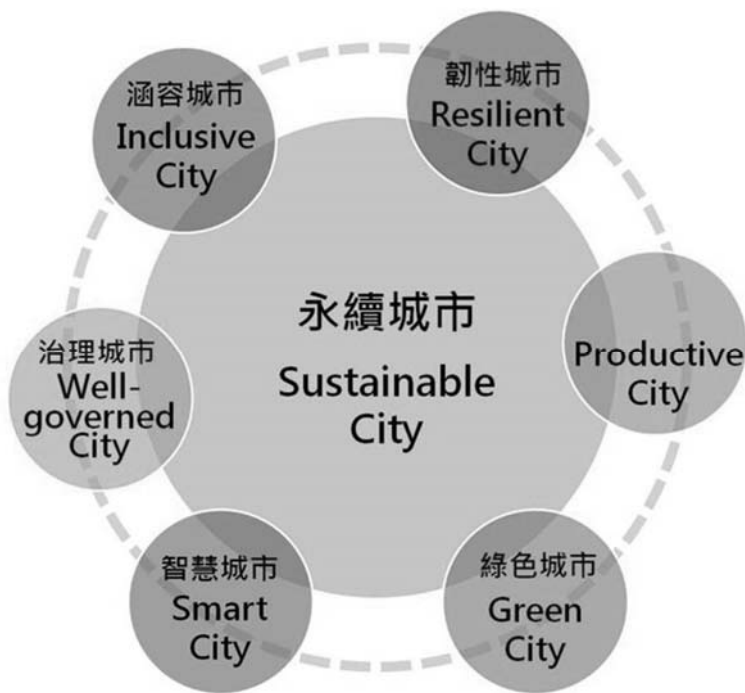 永續城市
Sustainable
City
涵容城市
Inclusive
City
韌性城市
Resilient
City
Productive
City
綠色城市
Green
City
智慧城市
Smart
City
治理城市
Well-
governed
City